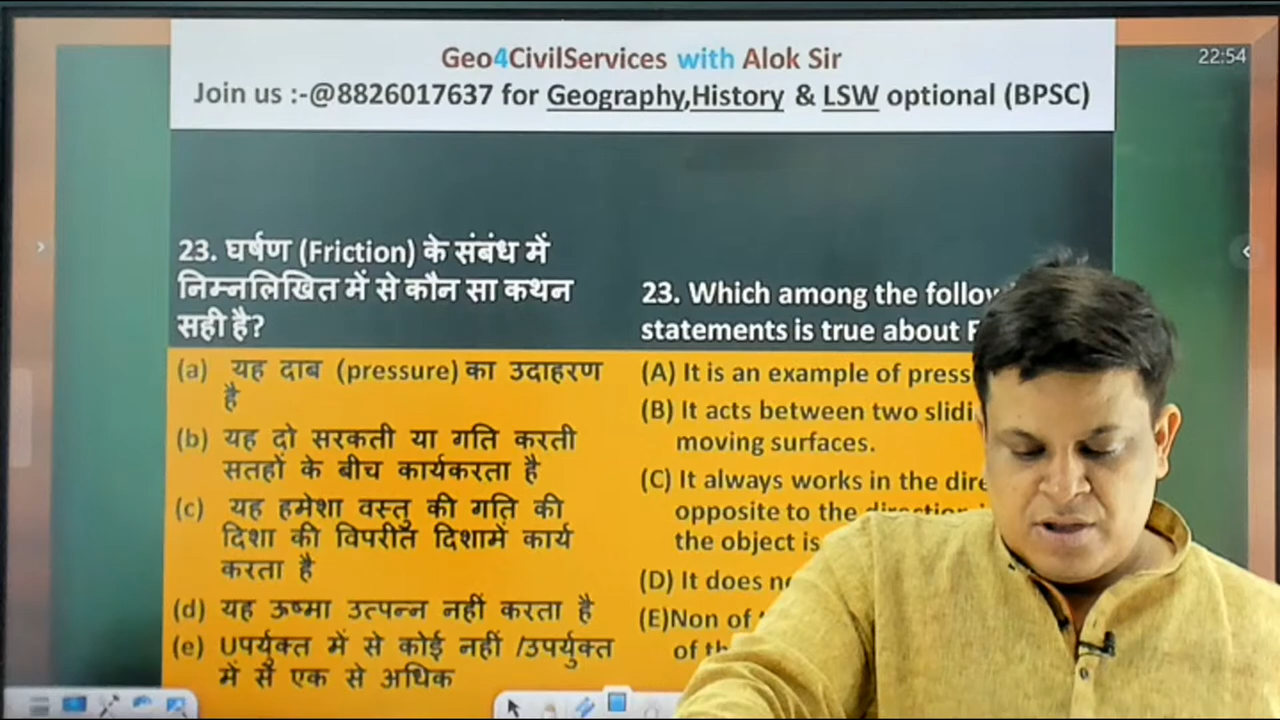 Geo4CivilServices with Alok Sir
Join us :-@8826017637 for Geography,History & LSW optional (BPSC)
22:54
23. घर्षण (Friction) के संबंध में
निम्नलिखित में से कौन सा कथन
सही है?
(a) यह दाब (pressure) का उदाहरण
है
(b) यह दो सरकती या गति करती
सतहों के बीच कार्यकरता है
(c) यह हमेशा वस्तु की गति की
दिशा की विपरीत दिशामें कार्य
करता है
(d) यह ऊष्मा उत्पन्न नहीं करता है
(e) Uपर्युक्त में से कोई नहीं /उपर्युक्त
में से एक से अधिक
23. Which among the
statements is true about
(A) It is an example of
(B) It acts between two
moving surfaces.
(C) It always works in the
opposite to the direction
the object is
(D) It does
(E)Non of
of